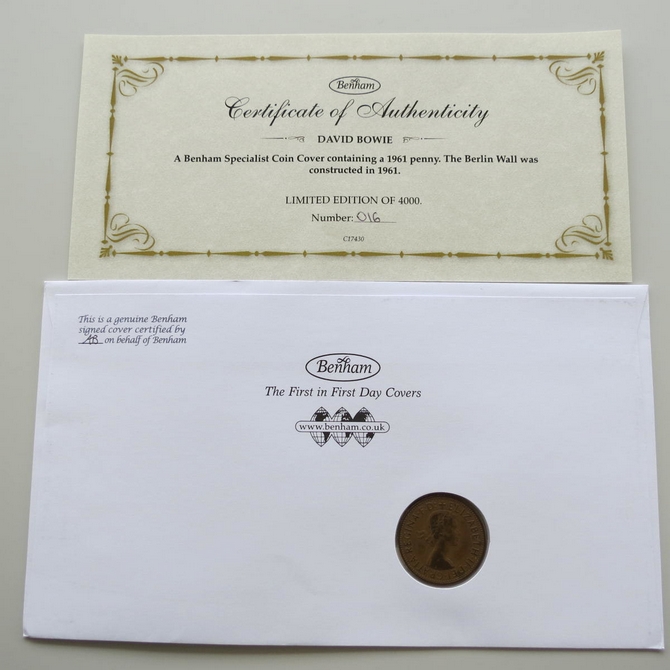 Benham
Certificate of Authenticity
DAVID BOWIE
A Benham Specialist Coin Cover containing a 1961 penny. The Berlin Wall was
constructed in 1961.
LIMITED EDITION OF 4000.
Number: 016
C17430
This is a genuine Benham
signed cover certified by
AB on behalf of Benham
Benham
The First in First Day Covers
www.benham.co.uk